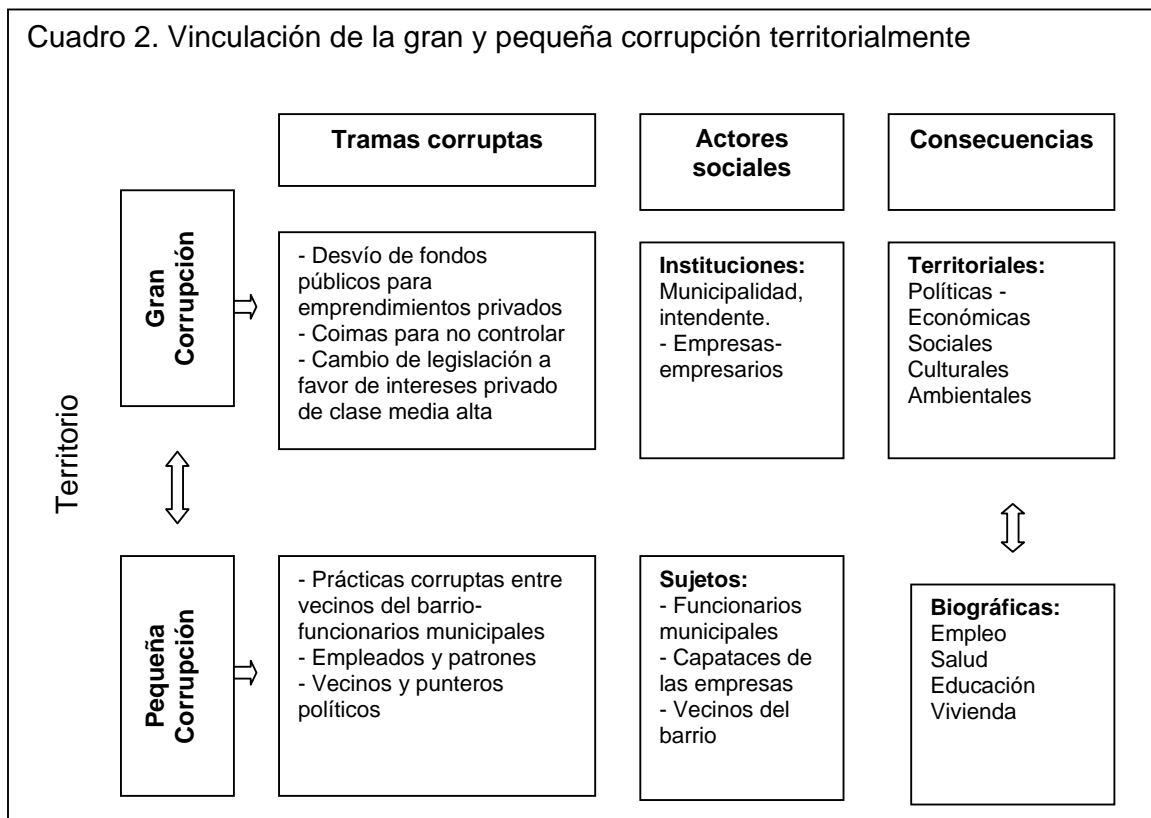 Cuadro 2. Vinculación de la gran y pequeña corrupción territorialmente
Tramas corruptas
Actores
sociales
Consecuencias
Territorio
Gran
Corrupción
- Desvío de fondos
públicos para
emprendimientos privados
- Coimas para no controlar
- Cambio de legislación a
favor de intereses privado
de clase media alta
Instituciones:
Municipalidad,
intendente.
- Empresas-
empresarios
Territoriales:
Políticas -
Económicas
Sociales
Culturales
Ambientales
Pequeña
Corrupción
- Prácticas corruptas entre
vecinos del barrio-
funcionarios municipales
- Empleados y patrones
- Vecinos y punteros
políticos
Sujetos:
- Funcionarios
municipales
- Capataces de
las empresas
- Vecinos del
barrio
Biográficas:
Empleo
Salud
Educación
Vivienda